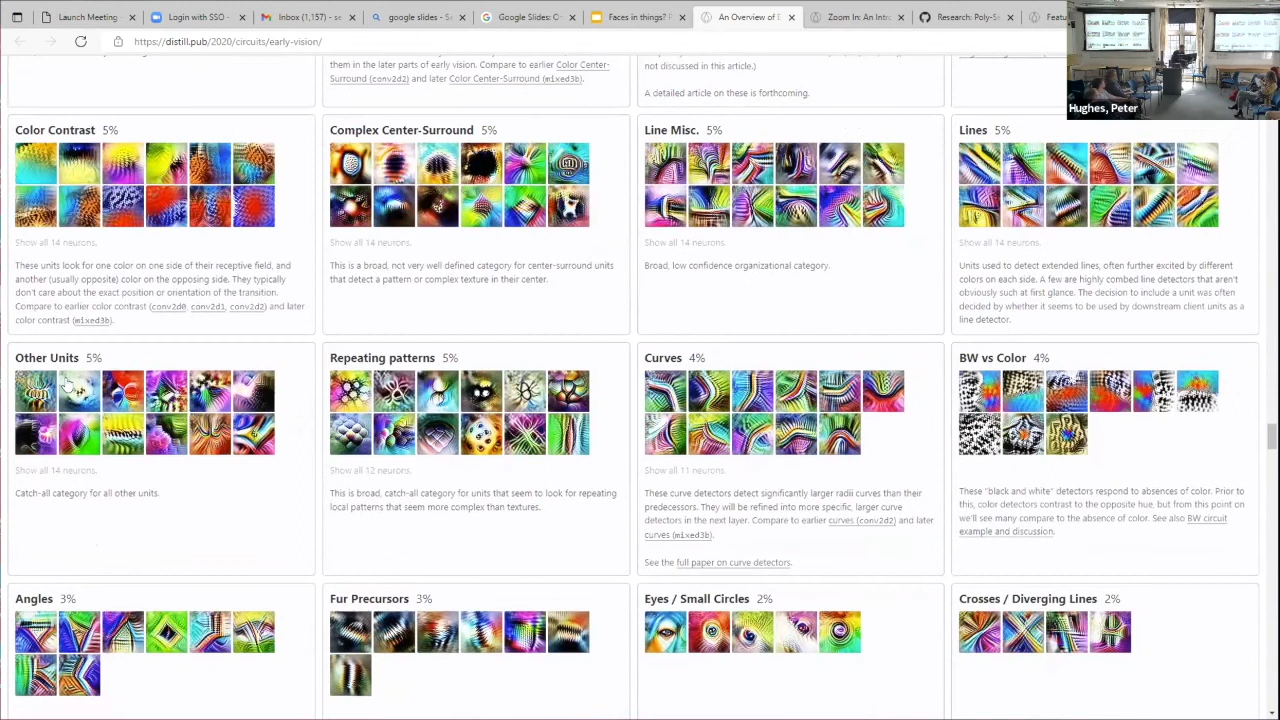 Launch Meeting
Login with SSO -
Inbox (1,157) - se
Google Slides
Faces in things? P
An Overview of E
An Intro
Research: Poly-S
Featu
https://distill.pub/2020/circuits/early-vision/
Hughes, Peter
them in
center-
Surround (conv2d2) and later Color Center-Surround (mixed3b).
not discussed in this article.)
A detailed article on these is forthcoming.
Color Contrast 5%
Show all 14 neurons.
These units look for one color on one side of their receptive field, and
another (usually opposite) color on the opposing side. They typically
don't care about the exact position or orientation of the transition.
Compare to earlier color contrast (conv2d0, conv2d1, conv2d2) and later
color contrast (mixed3b).
Complex Center-Surround 5%
Show all 14 neurons.
This is a broad, not very well defined category for center-surround units
that detect a pattern or complex texture in their center.
Line Misc. 5%
Show all 14 neurons.
Broad, low confidence organizational category.
Lines 5%
Show all 14 neurons.
Units used to detect extended lines, often further excited by different
colors on each side. A few are highly combed line detectors that aren't
obviously such at first glance. The decision to include a unit was often
decided by whether it seems to be used by downstream client units as a
line detector.
Other Units 5%
Show all 14 neurons.
Catch-all category for all other units.
Repeating patterns 5%
Show all 12 neurons.
This is broad, catch-all category for units that seem to look for repeating
local patterns that seem more complex than textures.
Curves 4%
Show all 11 neurons.
These curve detectors detect significantly larger radii curves than their
predecessors. They will be refined into more specific, larger curve
detectors in the next layer. Compare to earlier curves (conv2d2) and later
curves (mixed3b).
See the full paper on curve detectors.
BW vs Color 4%
These "black and white" detectors respond to absences of color. Prior to
this, color detectors contrast to the opposite hue, but from this point on
we'll see many compare to the absence of color. See also BW circuit
example and discussion.
Angles 3%
Fur Precursors 3%
Eyes / Small Circles 2%
Crosses / Diverging Lines 2%